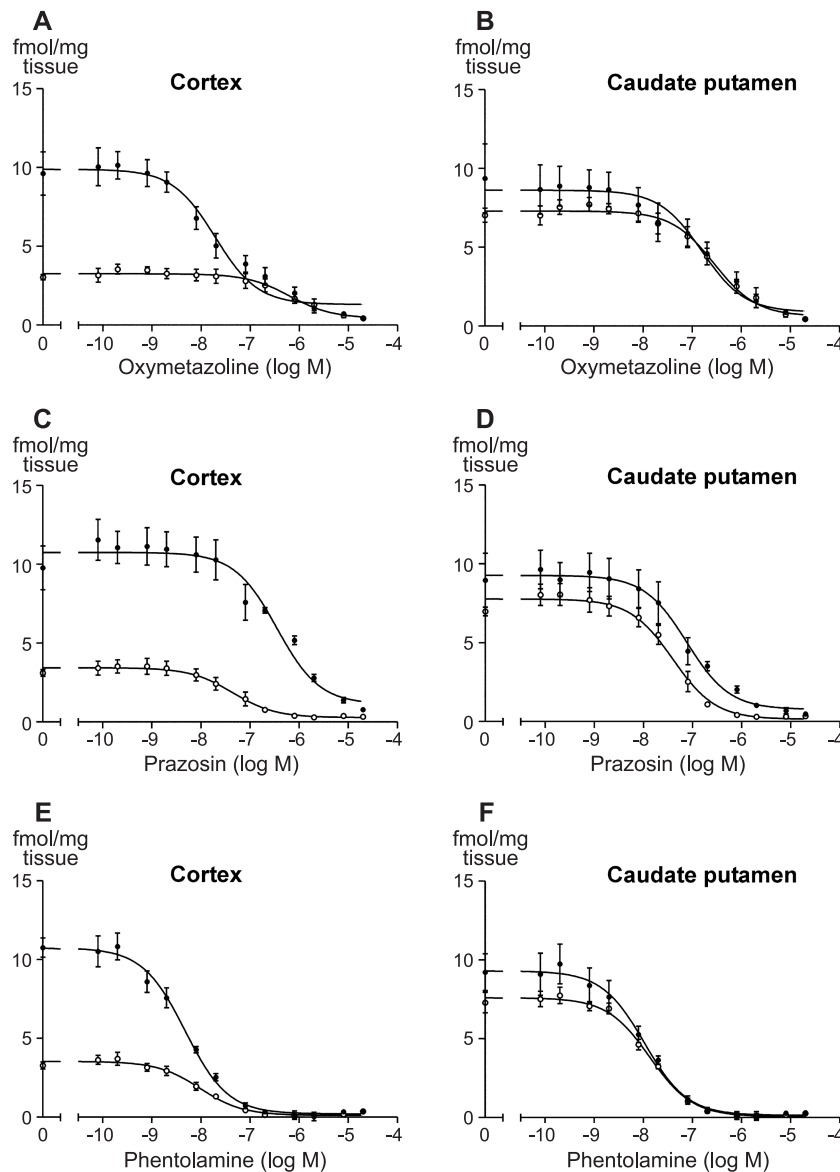 A
fmol/mg
tissue
Cortex
15
10
5
0
0 -10 -9 -8 -7 -6 -5 -4
Oxymetazoline (log M)
B
fmol/mg
tissue
Caudate putamen
15
10
5
0
0 -10 -9 -8 -7 -6 -5 -4
Oxymetazoline (log M)
C
fmol/mg
tissue
Cortex
15
10
5
0
0 -10 -9 -8 -7 -6 -5 -4
Prazosin (log M)
D
fmol/mg
tissue
Caudate putamen
15
10
5
0
0 -10 -9 -8 -7 -6 -5 -4
Prazosin (log M)
E
fmol/mg
tissue
Cortex
15
10
5
0
0 -10 -9 -8 -7 -6 -5 -4
Phentolamine (log M)
F
fmol/mg
tissue
Caudate putamen
15
10
5
0
0 -10 -9 -8 -7 -6 -5 -4
Phentolamine (log M)